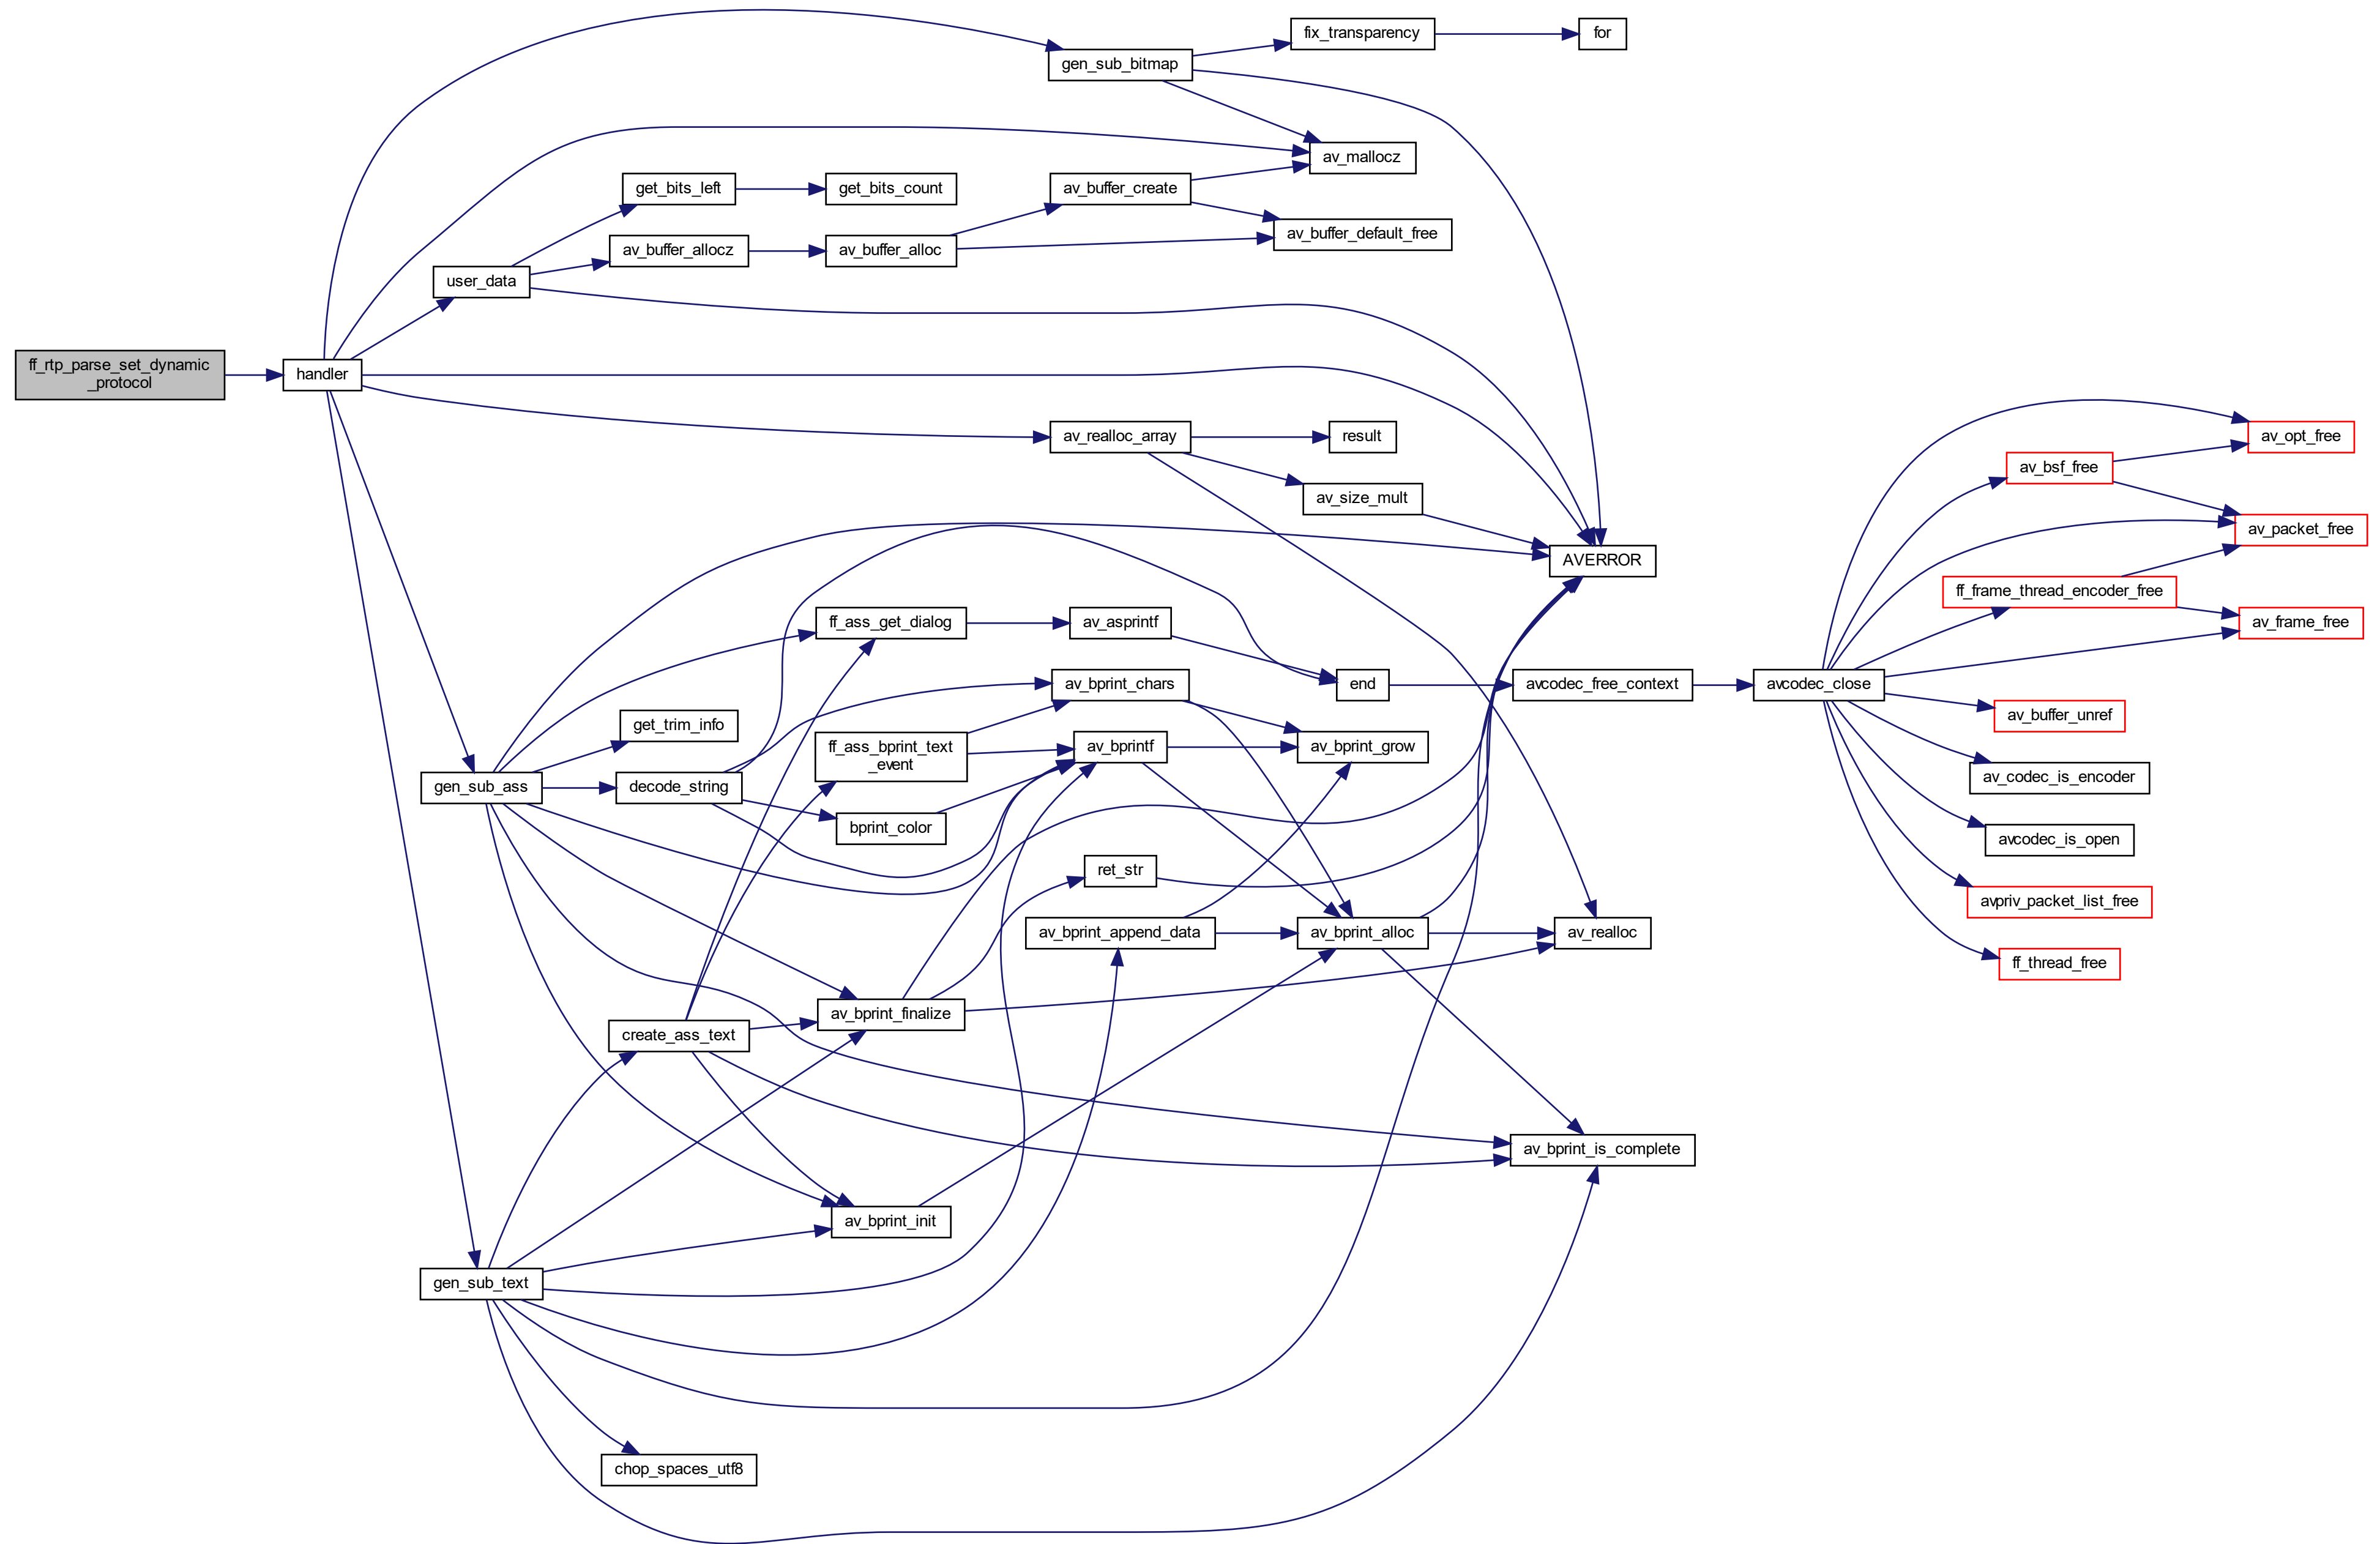 ff_rtp_parse_set_dynamic
_protocol
handler
gen_sub_bitmap
fix_transparency
for
av_mallocz
get_bits_left
get_bits_count
av_buffer_create
av_buffer_allocz
av_buffer_alloc
av_buffer_default_free
user_data
av_realloc_array
result
av_size_mult
AVERROR
ff_ass_get_dialog
av_asprintf
av_bprint_chars
end
avcodec_free_context
avcodec_close
get_trim_info
ff_ass_bprint_text
_event
av_bprintf
av_bprint_grow
gen_sub_ass
decode_string
bprint_color
ret_str
av_bprint_append_data
av_bprint_alloc
av_realloc
av_bprint_finalize
create_ass_text
av_bprint_is_complete
av_bprint_init
gen_sub_text
chop_spaces_utf8
av_opt_free
av_bsf_free
av_packet_free
ff_frame_thread_encoder_free
av_frame_free
av_buffer_unref
av_codec_is_encoder
avcodec_is_open
avpriv_packet_list_free
ff_thread_free